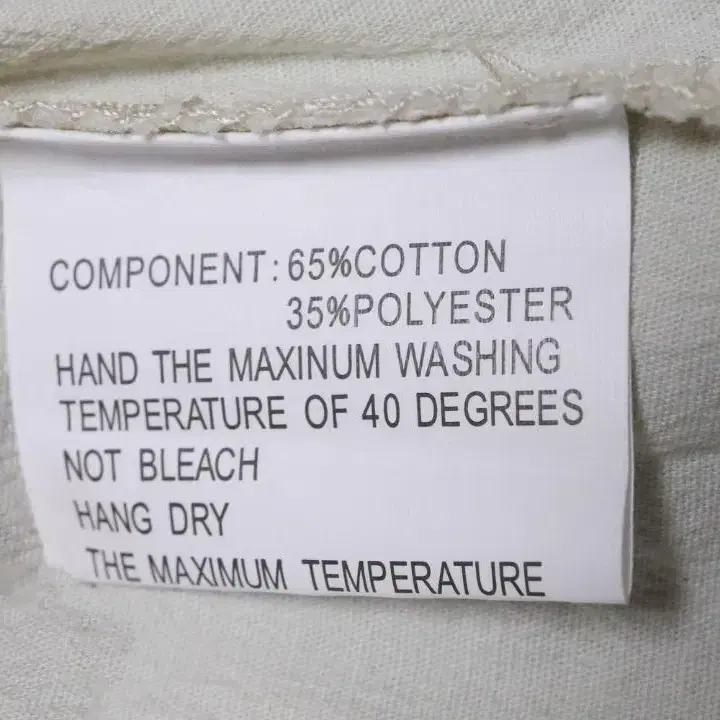 COMPONENT: 65%COTTON
35%POLYESTER
HAND THE MAXINUM WASHING
TEMPERATURE OF 40 DEGREES
NOT BLEACH
HANG DRY
THE MAXIMUM TEMPERATURE